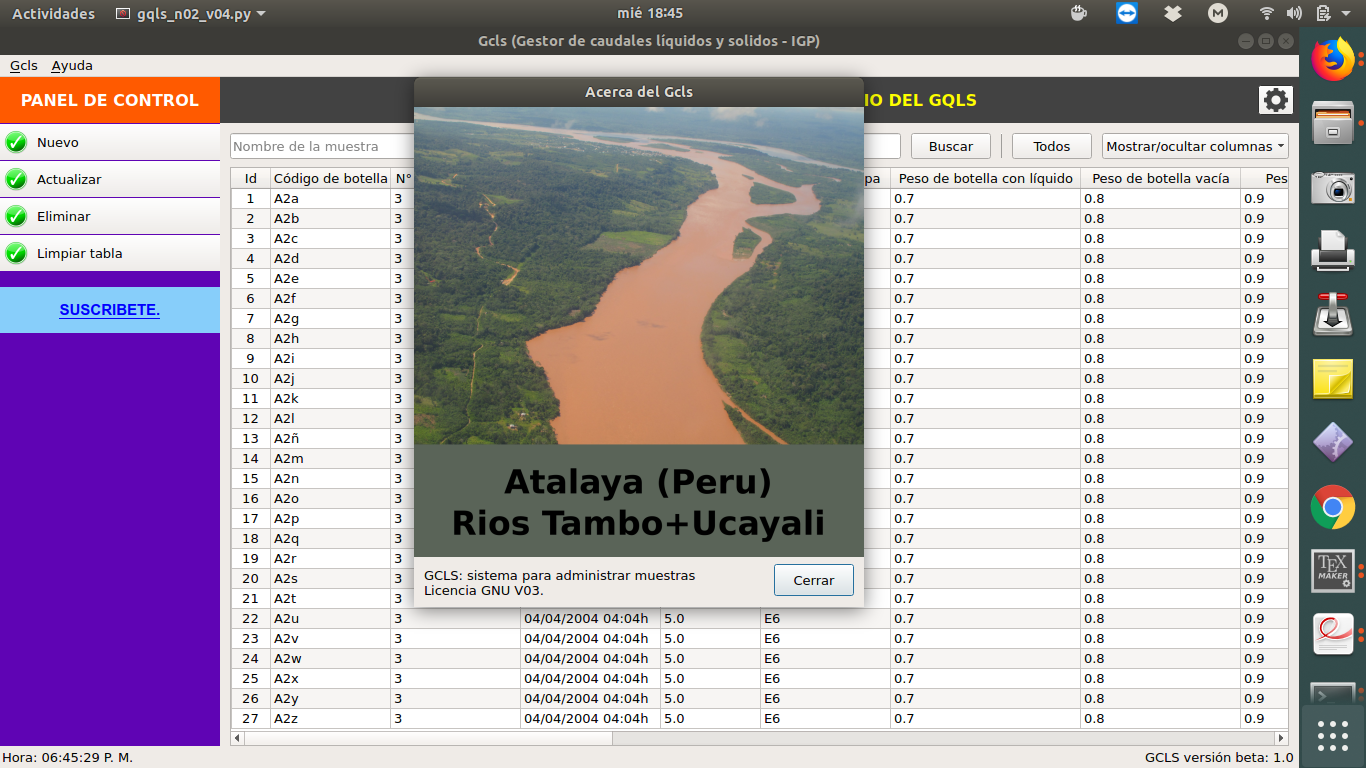 Actividades gqls_n02_v04.py mié 18:45
Gcls (Gestor de caudales líquidos y solidos - IGP)
Gcls Ayuda
PANEL DE CONTROL
Nuevo
Actualizar
Eliminar
Limpiar tabla
SUSCRIBETE.
IO DEL GQLS
Nombre de la muestra Buscar Todos Mostrar/ocultar columnas
Id Código de botella N° pa Peso de botella con líquido Peso de botella vacía Pes
1 A2a 3 0.7 0.8 0.9
2 A2b 3 0.7 0.8 0.9
3 A2c 3 0.7 0.8 0.9
4 A2d 3 0.7 0.8 0.9
5 A2e 3 0.7 0.8 0.9
6 A2f 3 0.7 0.8 0.9
7 A2g 3 0.7 0.8 0.9
8 A2h 3 0.7 0.8 0.9
9 A2i 3 0.7 0.8 0.9
10 A2j 3 0.7 0.8 0.9
11 A2k 3 0.7 0.8 0.9
12 A2l 3 0.7 0.8 0.9
13 A2ñ 3 0.7 0.8 0.9
14 A2m 3 0.7 0.8 0.9
15 A2n 3 0.7 0.8 0.9
16 A2o 3 0.7 0.8 0.9
17 A2p 3 0.7 0.8 0.9
18 A2q 3 0.7 0.8 0.9
19 A2r 3 0.7 0.8 0.9
20 A2s 3 0.7 0.8 0.9
21 A2t 3 0.7 0.8 0.9
22 A2u 3 04/04/2004 04:04h 5.0 E6 0.7 0.8 0.9
23 A2v 3 04/04/2004 04:04h 5.0 E6 0.7 0.8 0.9
24 A2w 3 04/04/2004 04:04h 5.0 E6 0.7 0.8 0.9
25 A2x 3 04/04/2004 04:04h 5.0 E6 0.7 0.8 0.9
26 A2y 3 04/04/2004 04:04h 5.0 E6 0.7 0.8 0.9
27 A2z 3 04/04/2004 04:04h 5.0 E6 0.7 0.8 0.9
Acerca del Gcls
Atalaya (Peru)
Rios Tambo+Ucayali
GCLS: sistema para administrar muestras
Licencia GNU V03.
Cerrar
TEX
MAKER
Hora: 06:45:29 P. M. GCLS versión beta: 1.0